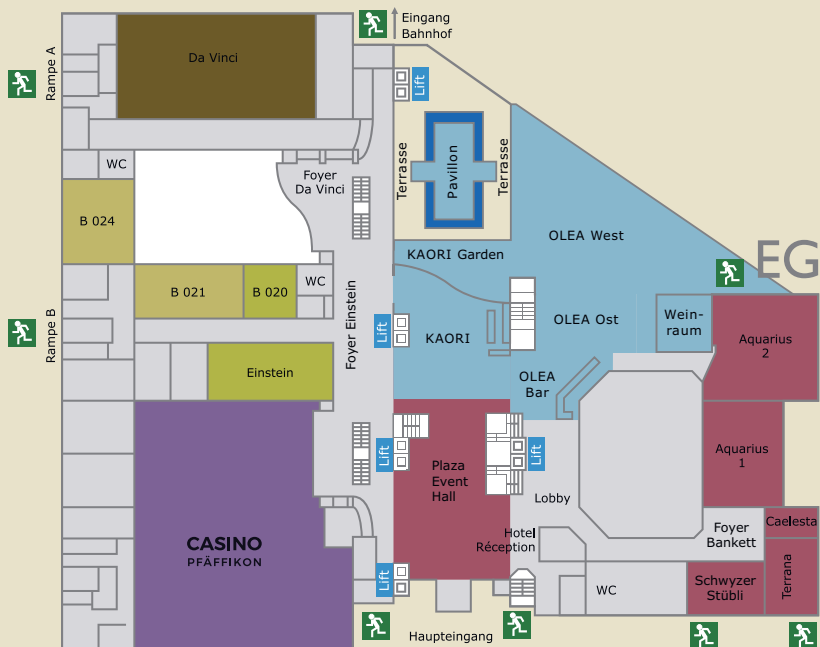 Eingang
Bahnhof
Rampe A
Da Vinci
Lift
WC
Foyer
Da Vinci
Terrasse
Pavillon
Terrasse
B 024
OLEA West
KAORI Garden
EG
B 021
B 020
WC
Foyer Einstein
Rampe B
Lift
KAORI
OLEA Ost
Wein-
raum
Aquarius
2
Einstein
OLEA
Bar
Lift
Plaza
Event
Hall
Lift
Lobby
Aquarius
1
CASINO
PFÄFFIKON
Hotel
Réception
Foyer
Bankett
Caelesta
Lift
WC
Schwyzer
Stübli
Terrana
Haupteingang